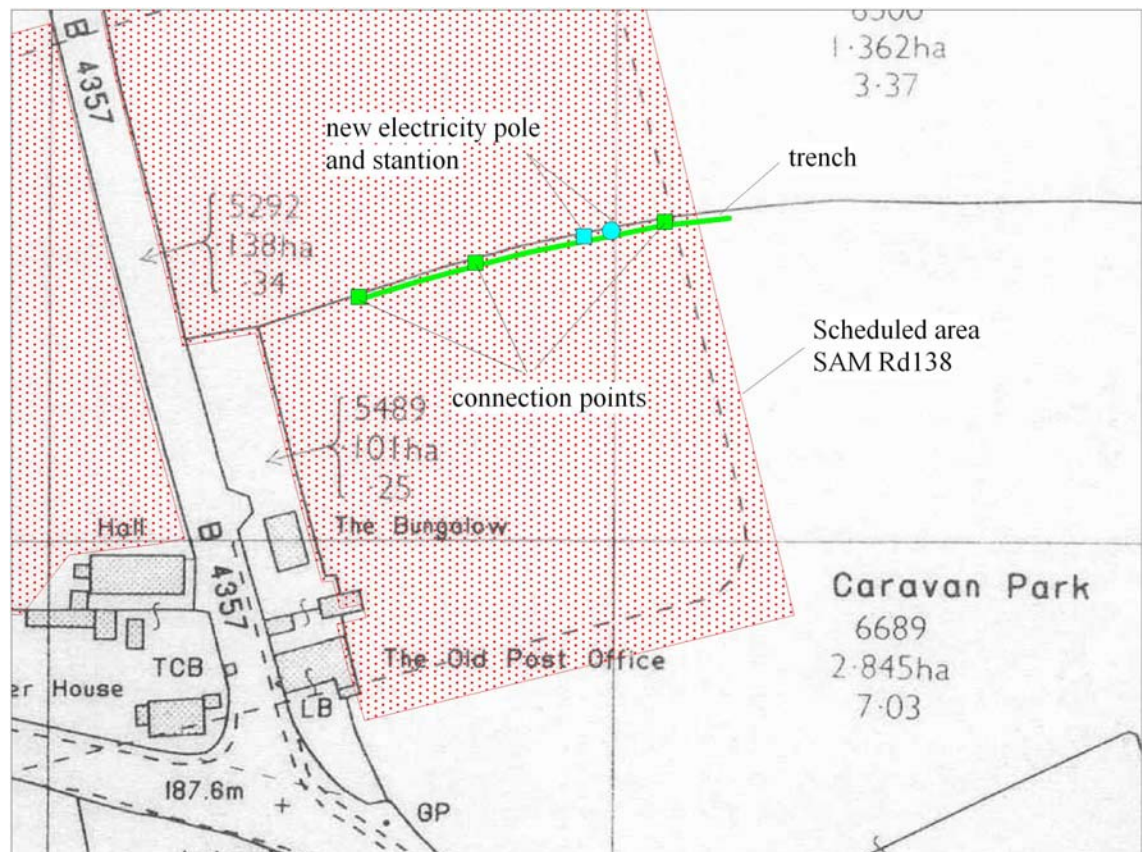 B 4357
6300
1·362ha
3·37
new electricity pole
and stantion
trench
5292
·138ha
·34
Scheduled area
SAM Rd138
connection points
5489
·101ha
·25
Hall
B 4357
The Bungalow
Caravan Park
6689
2·845ha
7·03
TCB
The Old Post Office
er House
LB
187.6m
GP